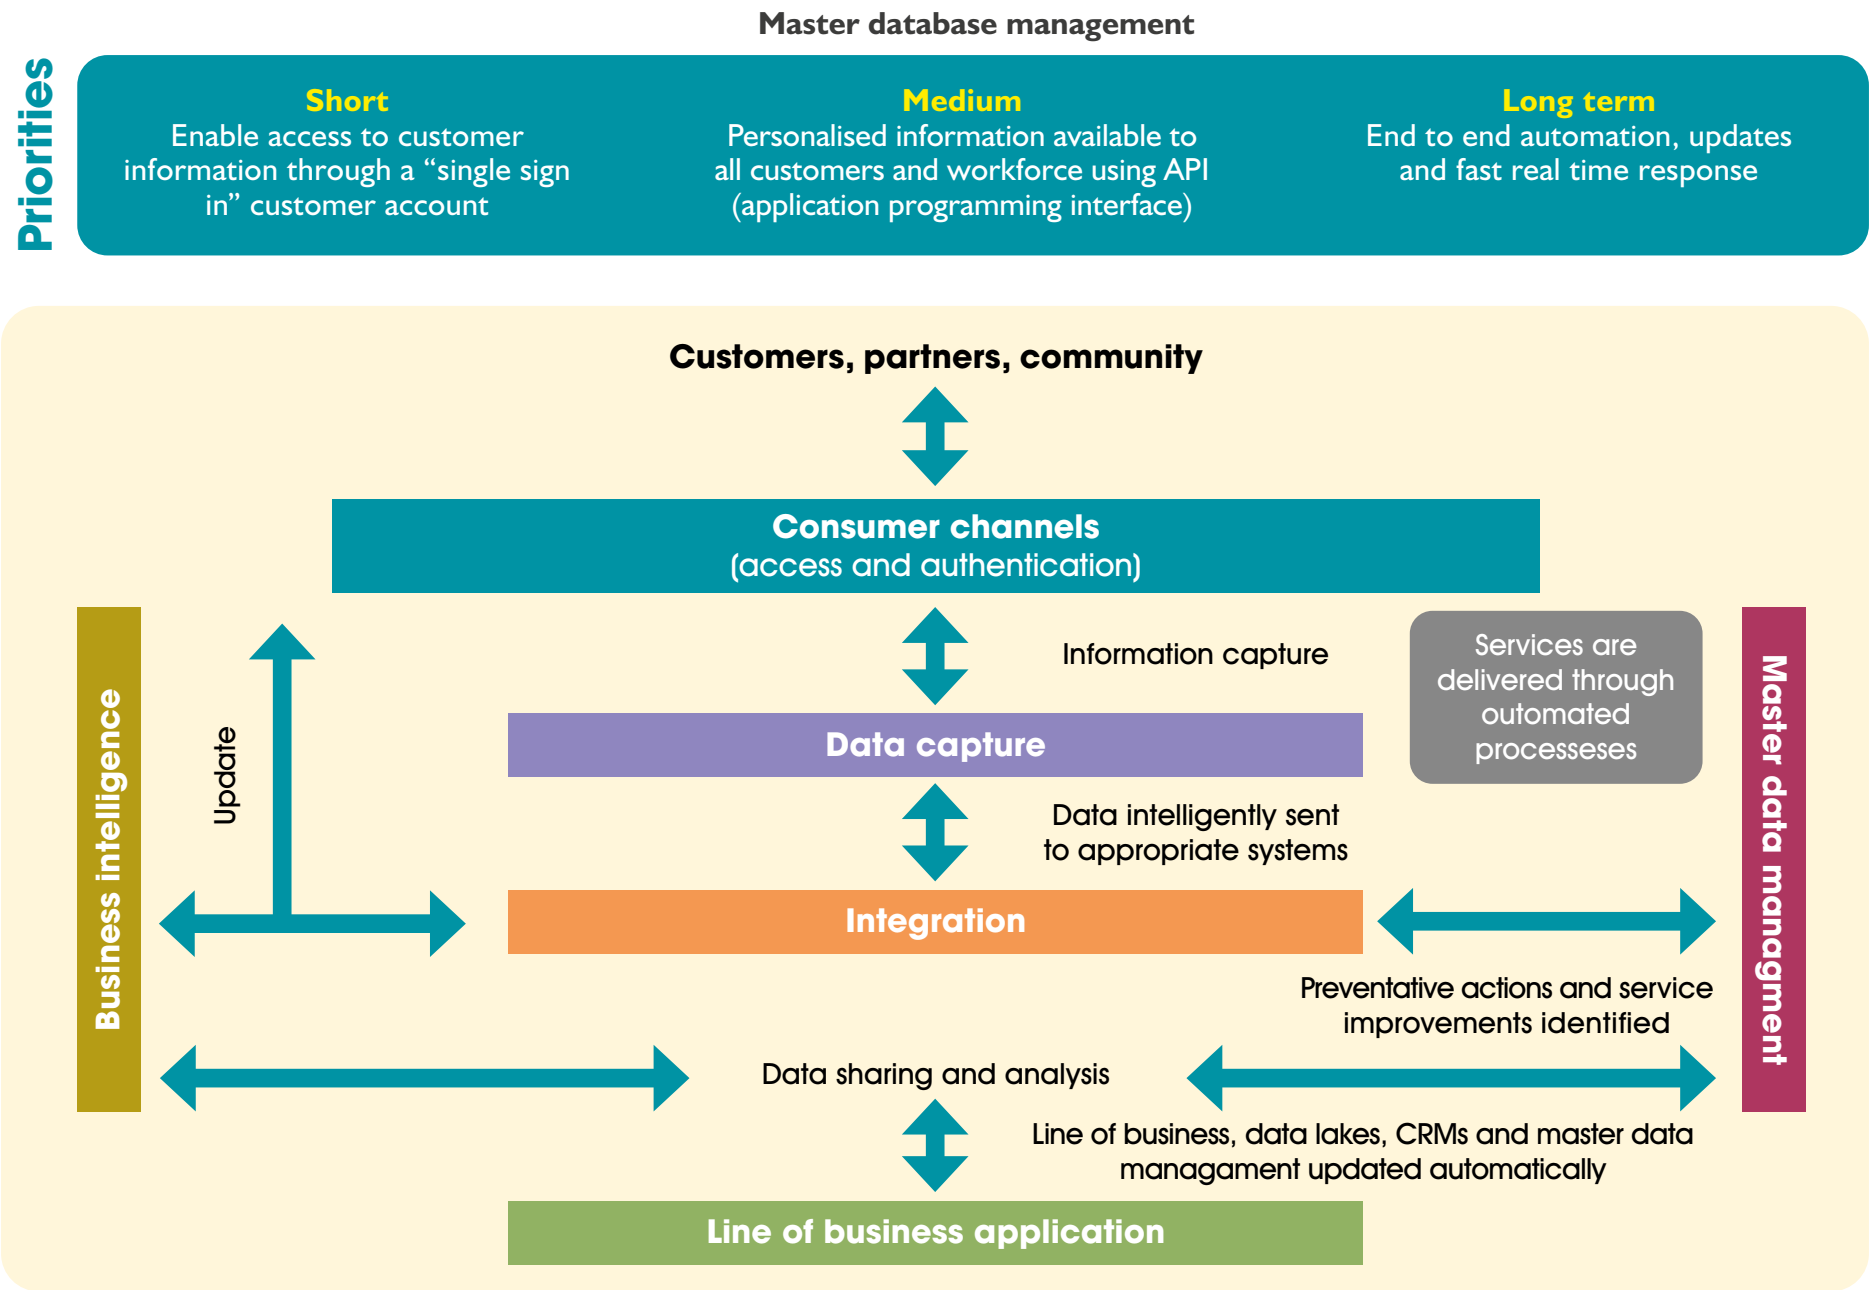 Master database management
Priorities
Short
Enable access to customer
information through a “single sign
in” customer account
Medium
Personalised information available to
all customers and workforce using API
(application programming interface)
Long term
End to end automation, updates
and fast real time response
Customers, partners, community
Consumer channels
(access and authentication)
Information capture
Services are
delivered through
outomated
processeses
Data capture
Update
Data intelligently sent
to appropriate systems
Business intelligence
Master data managment
Integration
Preventative actions and service
improvements identified
Data sharing and analysis
Line of business, data lakes, CRMs and master data
managament updated automatically
Line of business application